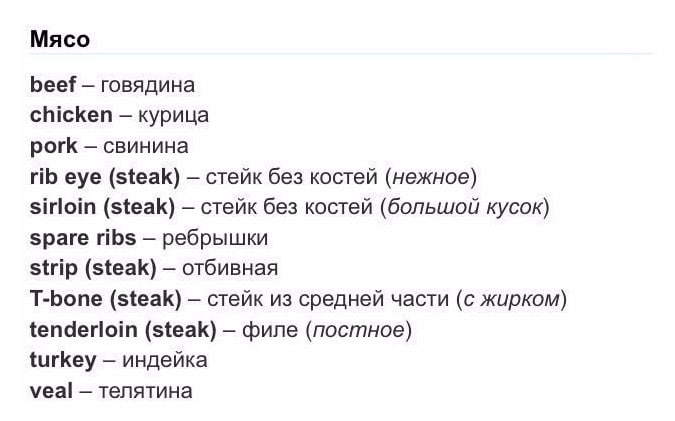 Мясо
beef – говядина
chicken – курица
pork – свинина
rib eye (steak) – стейк без костей (нежное)
sirloin (steak) – стейк без костей (большой кусок)
spare ribs – ребрышки
strip (steak) – отбивная
T-bone (steak) – стейк из средней части (с жирком)
tenderloin (steak) – филе (постное)
turkey – индейка
veal – телятина